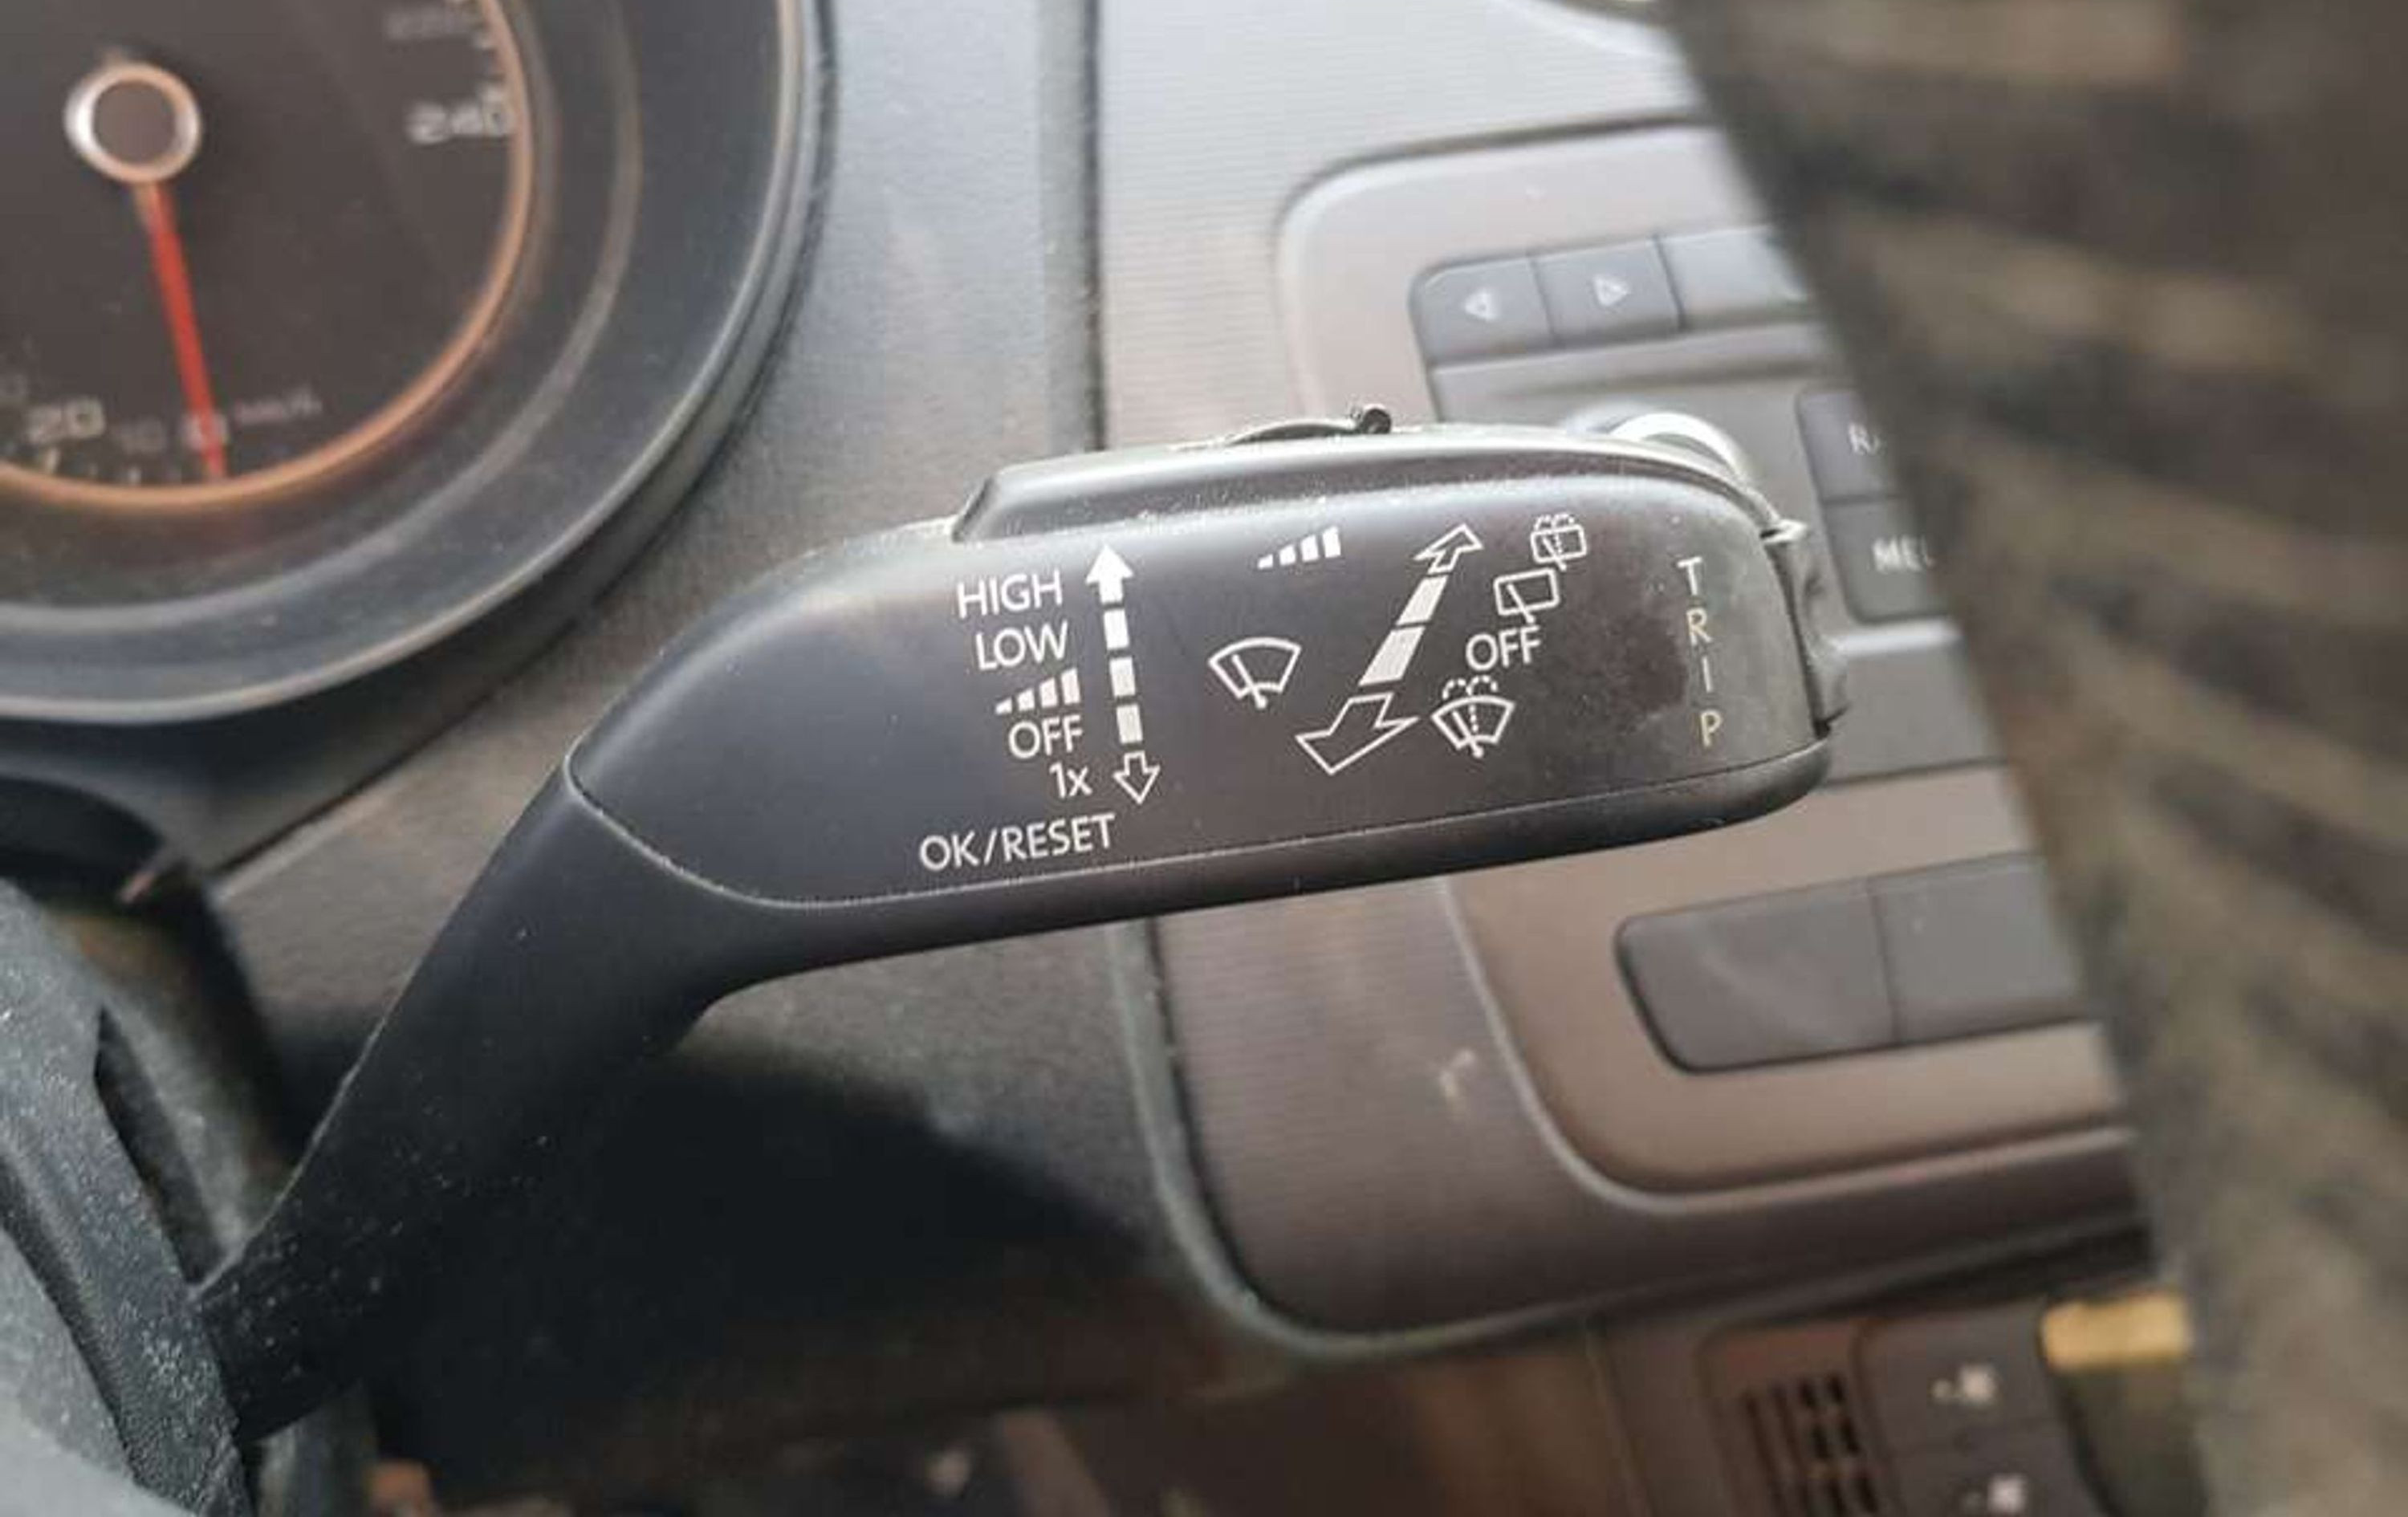 240
20
HIGH
LOW
OFF
1x
OK/RESET
OFF
TRIP